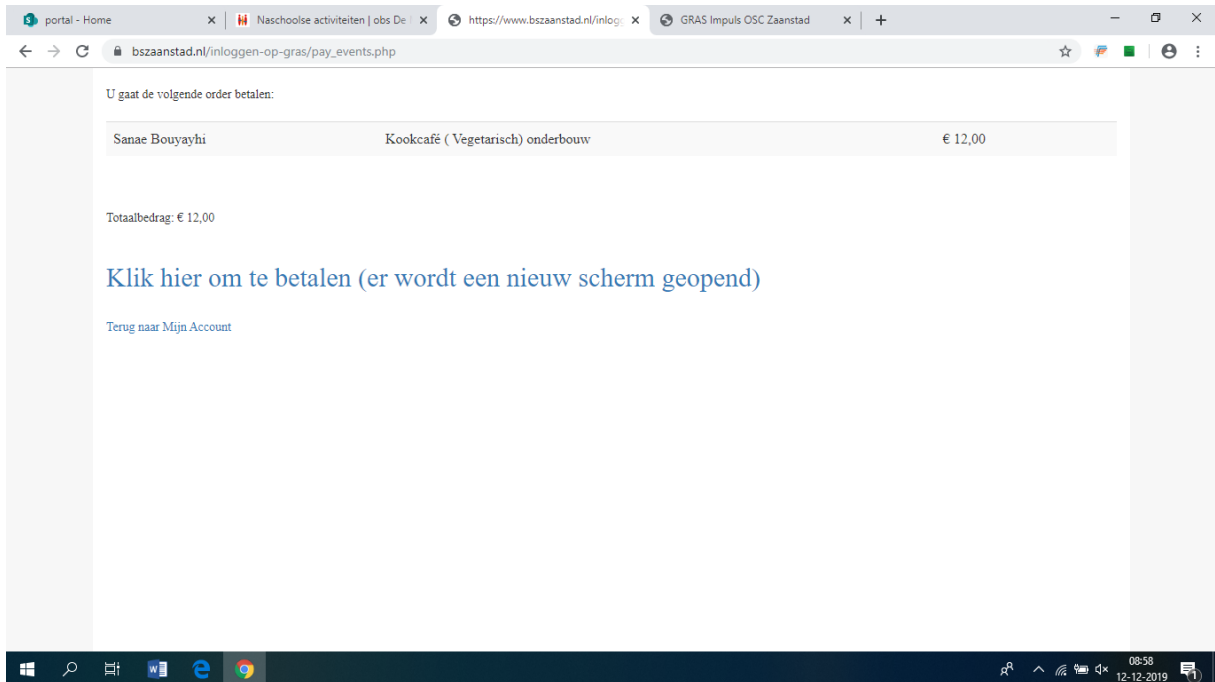 portal - Home
Naschoolse activiteiten | obs De
https://www.bszaanstad.nl/inlog
GRAS Impuls OSC Zaanstad
bszaanstad.nl/inloggen-op-gras/pay_events.php
U gaat de volgende order betalen:
Sanae Bouyayhi Kookcafé ( Vegetarisch) onderbouw € 12,00
Totaalbedrag: € 12,00
Klik hier om te betalen (er wordt een nieuw scherm geopend)
Terug naar Mijn Account
08:58
12-12-2019